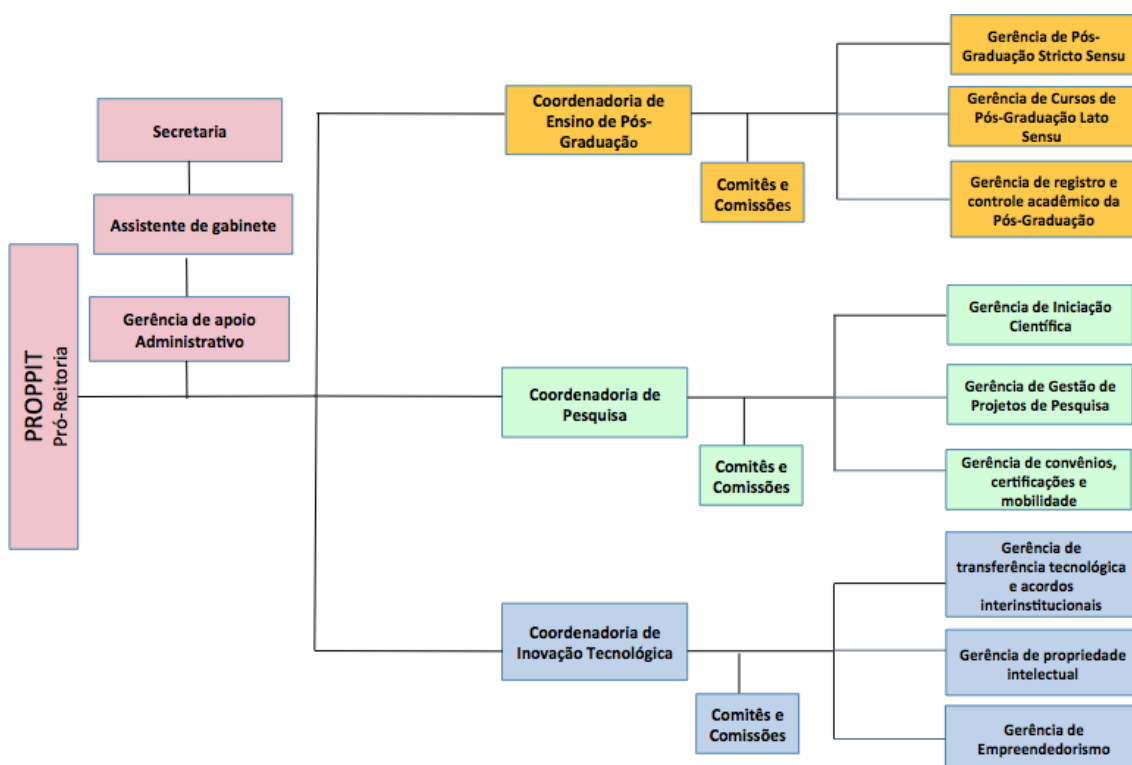 PROPPIT
Pró-Reitoria
Secretaria
Assistente de gabinete
Gerência de apoio
Administrativo
Coordenadoria de
Ensino de Pós-
Graduação
Comitês e
Comissões
Gerência de Pós-
Graduação Stricto Sensu
Gerência de Cursos de
Pós-Graduação Lato
Sensu
Gerência de registro e
controle acadêmico da
Pós-Graduação
Coordenadoria de
Pesquisa
Comitês e
Comissões
Gerência de Iniciação
Científica
Gerência de Gestão de
Projetos de Pesquisa
Gerência de convênios,
certificações e
mobilidade
Coordenadoria de
Inovação Tecnológica
Comitês e
Comissões
Gerência de
transferência tecnológica
e acordos
interinstitucionais
Gerência de propriedade
intelectual
Gerência de
Empreendedorismo